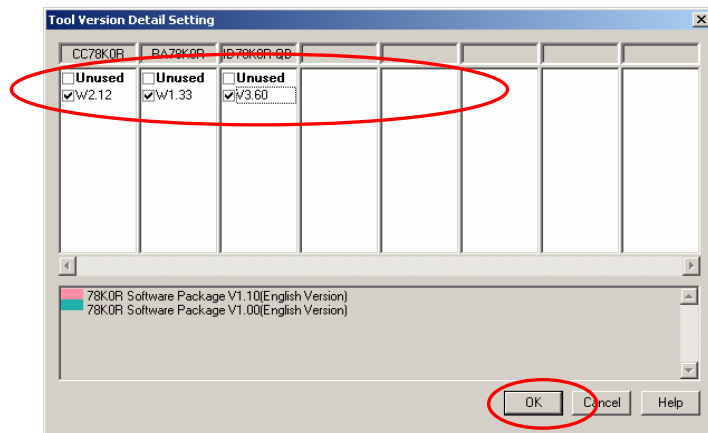 Tool Version Detail Setting
CC78K0R RA78K0R ID78K0R-QB
Unused Unused Unused
W2.12 W1.33 V3.60
78K0R Software Package V1.10(English Version)
78K0R Software Package V1.00(English Version)
OK Cancel Help